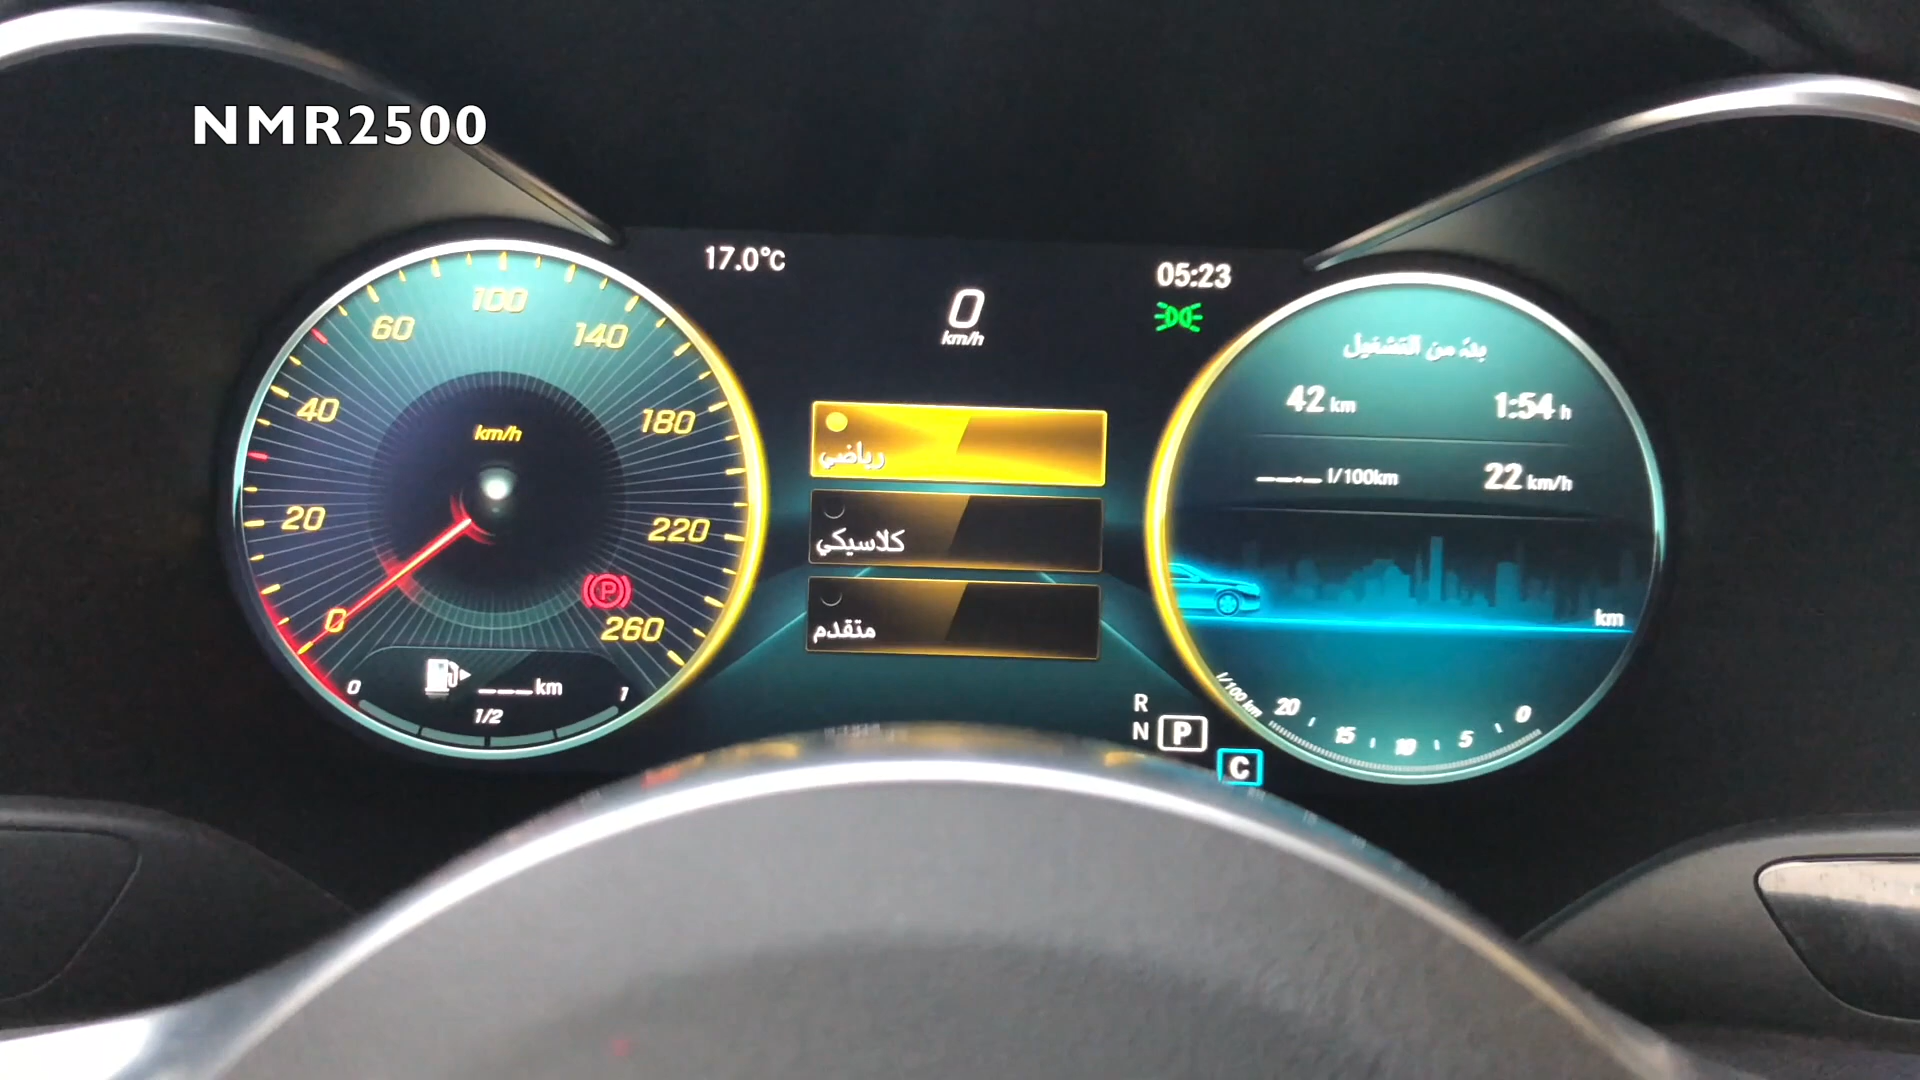 NMR2500
17.0°C
05:23
0
km/h
100
60
140
40
180
km/h
20
220
0
260
P
0
---km
1
1/2
رياضي
كلاسيكي
متقدم
R
N P
C
بدءً من التشغيل
42 km
1:54 h
--.- l/100km
22 km/h
km
l/100 km 20 15 10 5 0